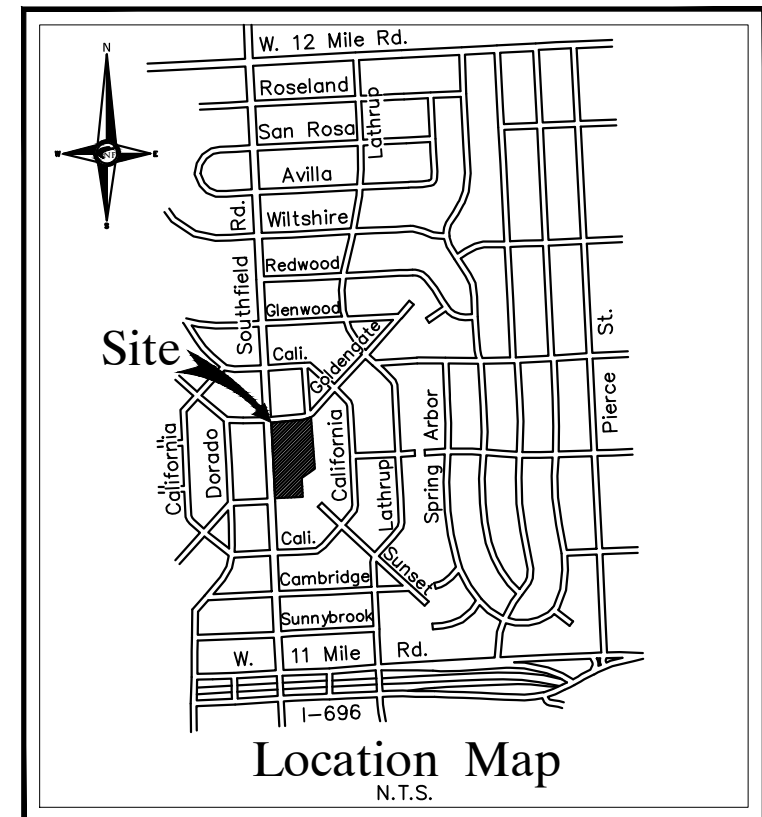 N
W. 12 Mile Rd.
Roseland
Lathrup
San Rosa
W
NF
E
Avilla
S
Southfield Rd.
Wiltshire
Redwood
Glenwood
St.
Site
Cali.
Goldengate
Pierce
California
Dorado
California
Lathrup
Spring Arbor
Cali.
Sunset
Cambridge
Sunnybrook
W. 11 Mile Rd.
I-696
Location Map
N.T.S.